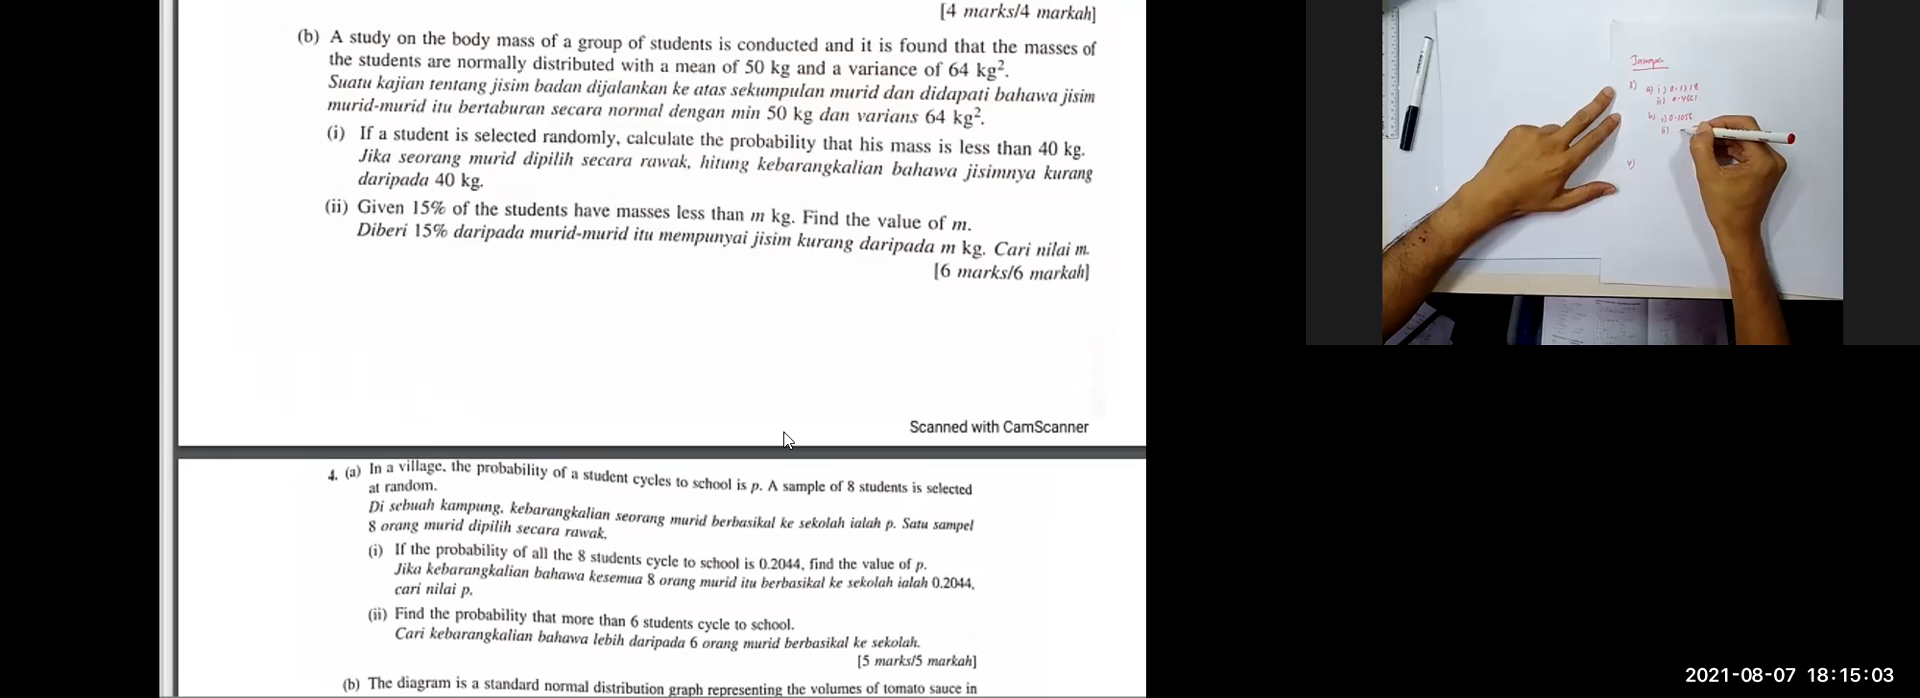 [4 marks/4 markah]
(b) A study on the body mass of a group of students is conducted and it is found that the masses of
the students are normally distributed with a mean of 50 kg and a variance of 64 kg².
Suatu kajian tentang jisim badan dijalankan ke atas sekumpulan murid dan didapati bahawa jisim
murid-murid itu bertaburan secara normal dengan min 50 kg dan varians 64 kg².
(i) If a student is selected randomly, calculate the probability that his mass is less than 40 kg.
Jika seorang murid dipilih secara rawak, hitung kebarangkalian bahawa jisimnya kurang
daripada 40 kg.
(ii) Given 15% of the students have masses less than m kg. Find the value of m.
Diberi 15% daripada murid-murid itu mempunyai jisim kurang daripada m kg. Cari nilai m.
[6 marks/6 markah]
Scanned with CamScanner
4. (a) In a village, the probability of a student cycles to school is p. A sample of 8 students is selected
at random.
Di sebuah kampung, kebarangkalian seorang murid berbasikal ke sekolah ialah p. Satu sampel
8 orang murid dipilih secara rawak.
(i) If the probability of all the 8 students cycle to school is 0.2044, find the value of p.
Jika kebarangkalian bahawa kesemua 8 orang murid itu berbasikal ke sekolah ialah 0.2044,
cari nilai p.
(ii) Find the probability that more than 6 students cycle to school.
Cari kebarangkalian bahawa lebih daripada 6 orang murid berbasikal ke sekolah.
[5 marks/5 markah]
(b) The diagram is a standard normal distribution graph representing the volumes of tomato sauce in
3) a) i) 0.1318
ii)
b) i) 0.1056
ii)
2021-08-07 18:15:03